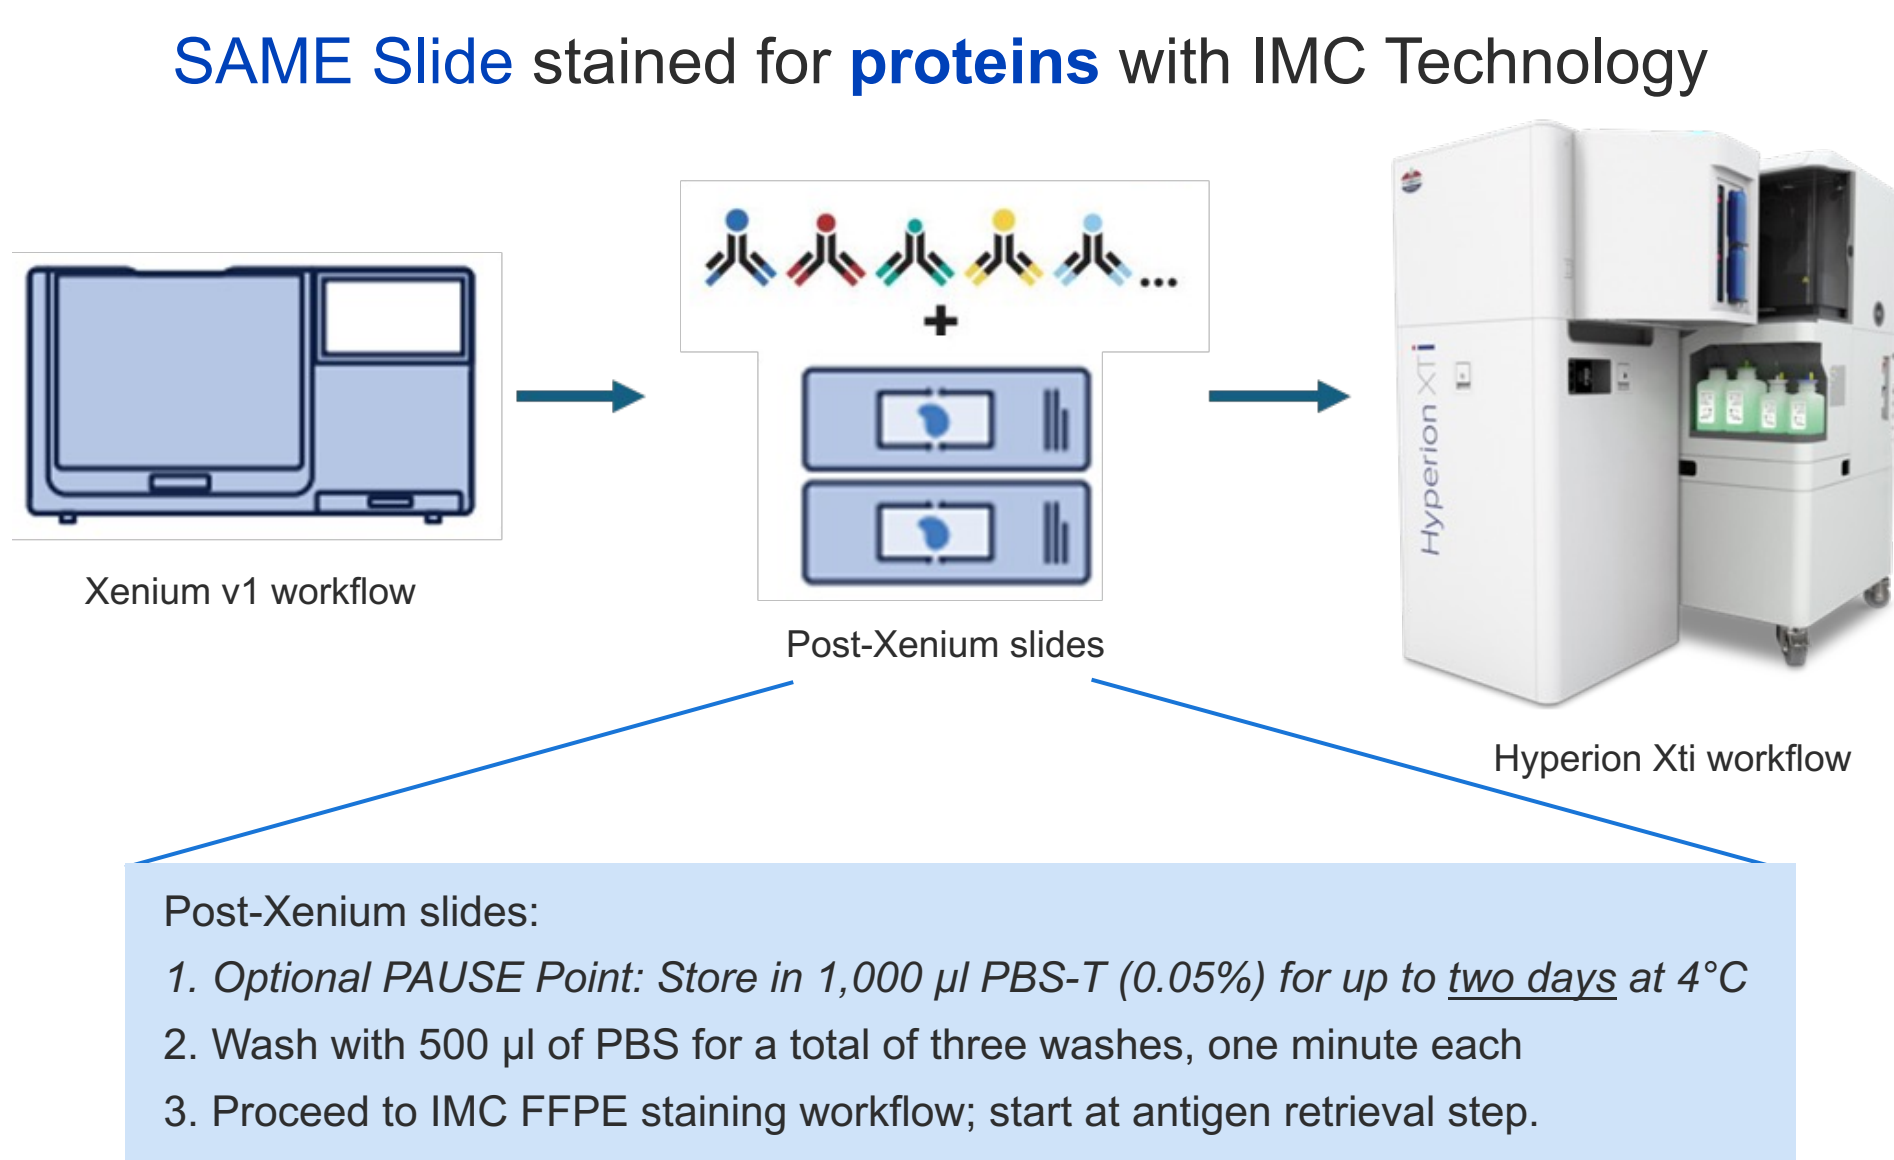 SAME Slide stained for proteins with IMC Technology
Hyperion XTi
Xenium v1 workflow
Post-Xenium slides
Hyperion Xti workflow
Post-Xenium slides:
1. Optional PAUSE Point: Store in 1,000 µl PBS-T (0.05%) for up to two days at 4°C
2. Wash with 500 µl of PBS for a total of three washes, one minute each
3. Proceed to IMC FFPE staining workflow; start at antigen retrieval step.